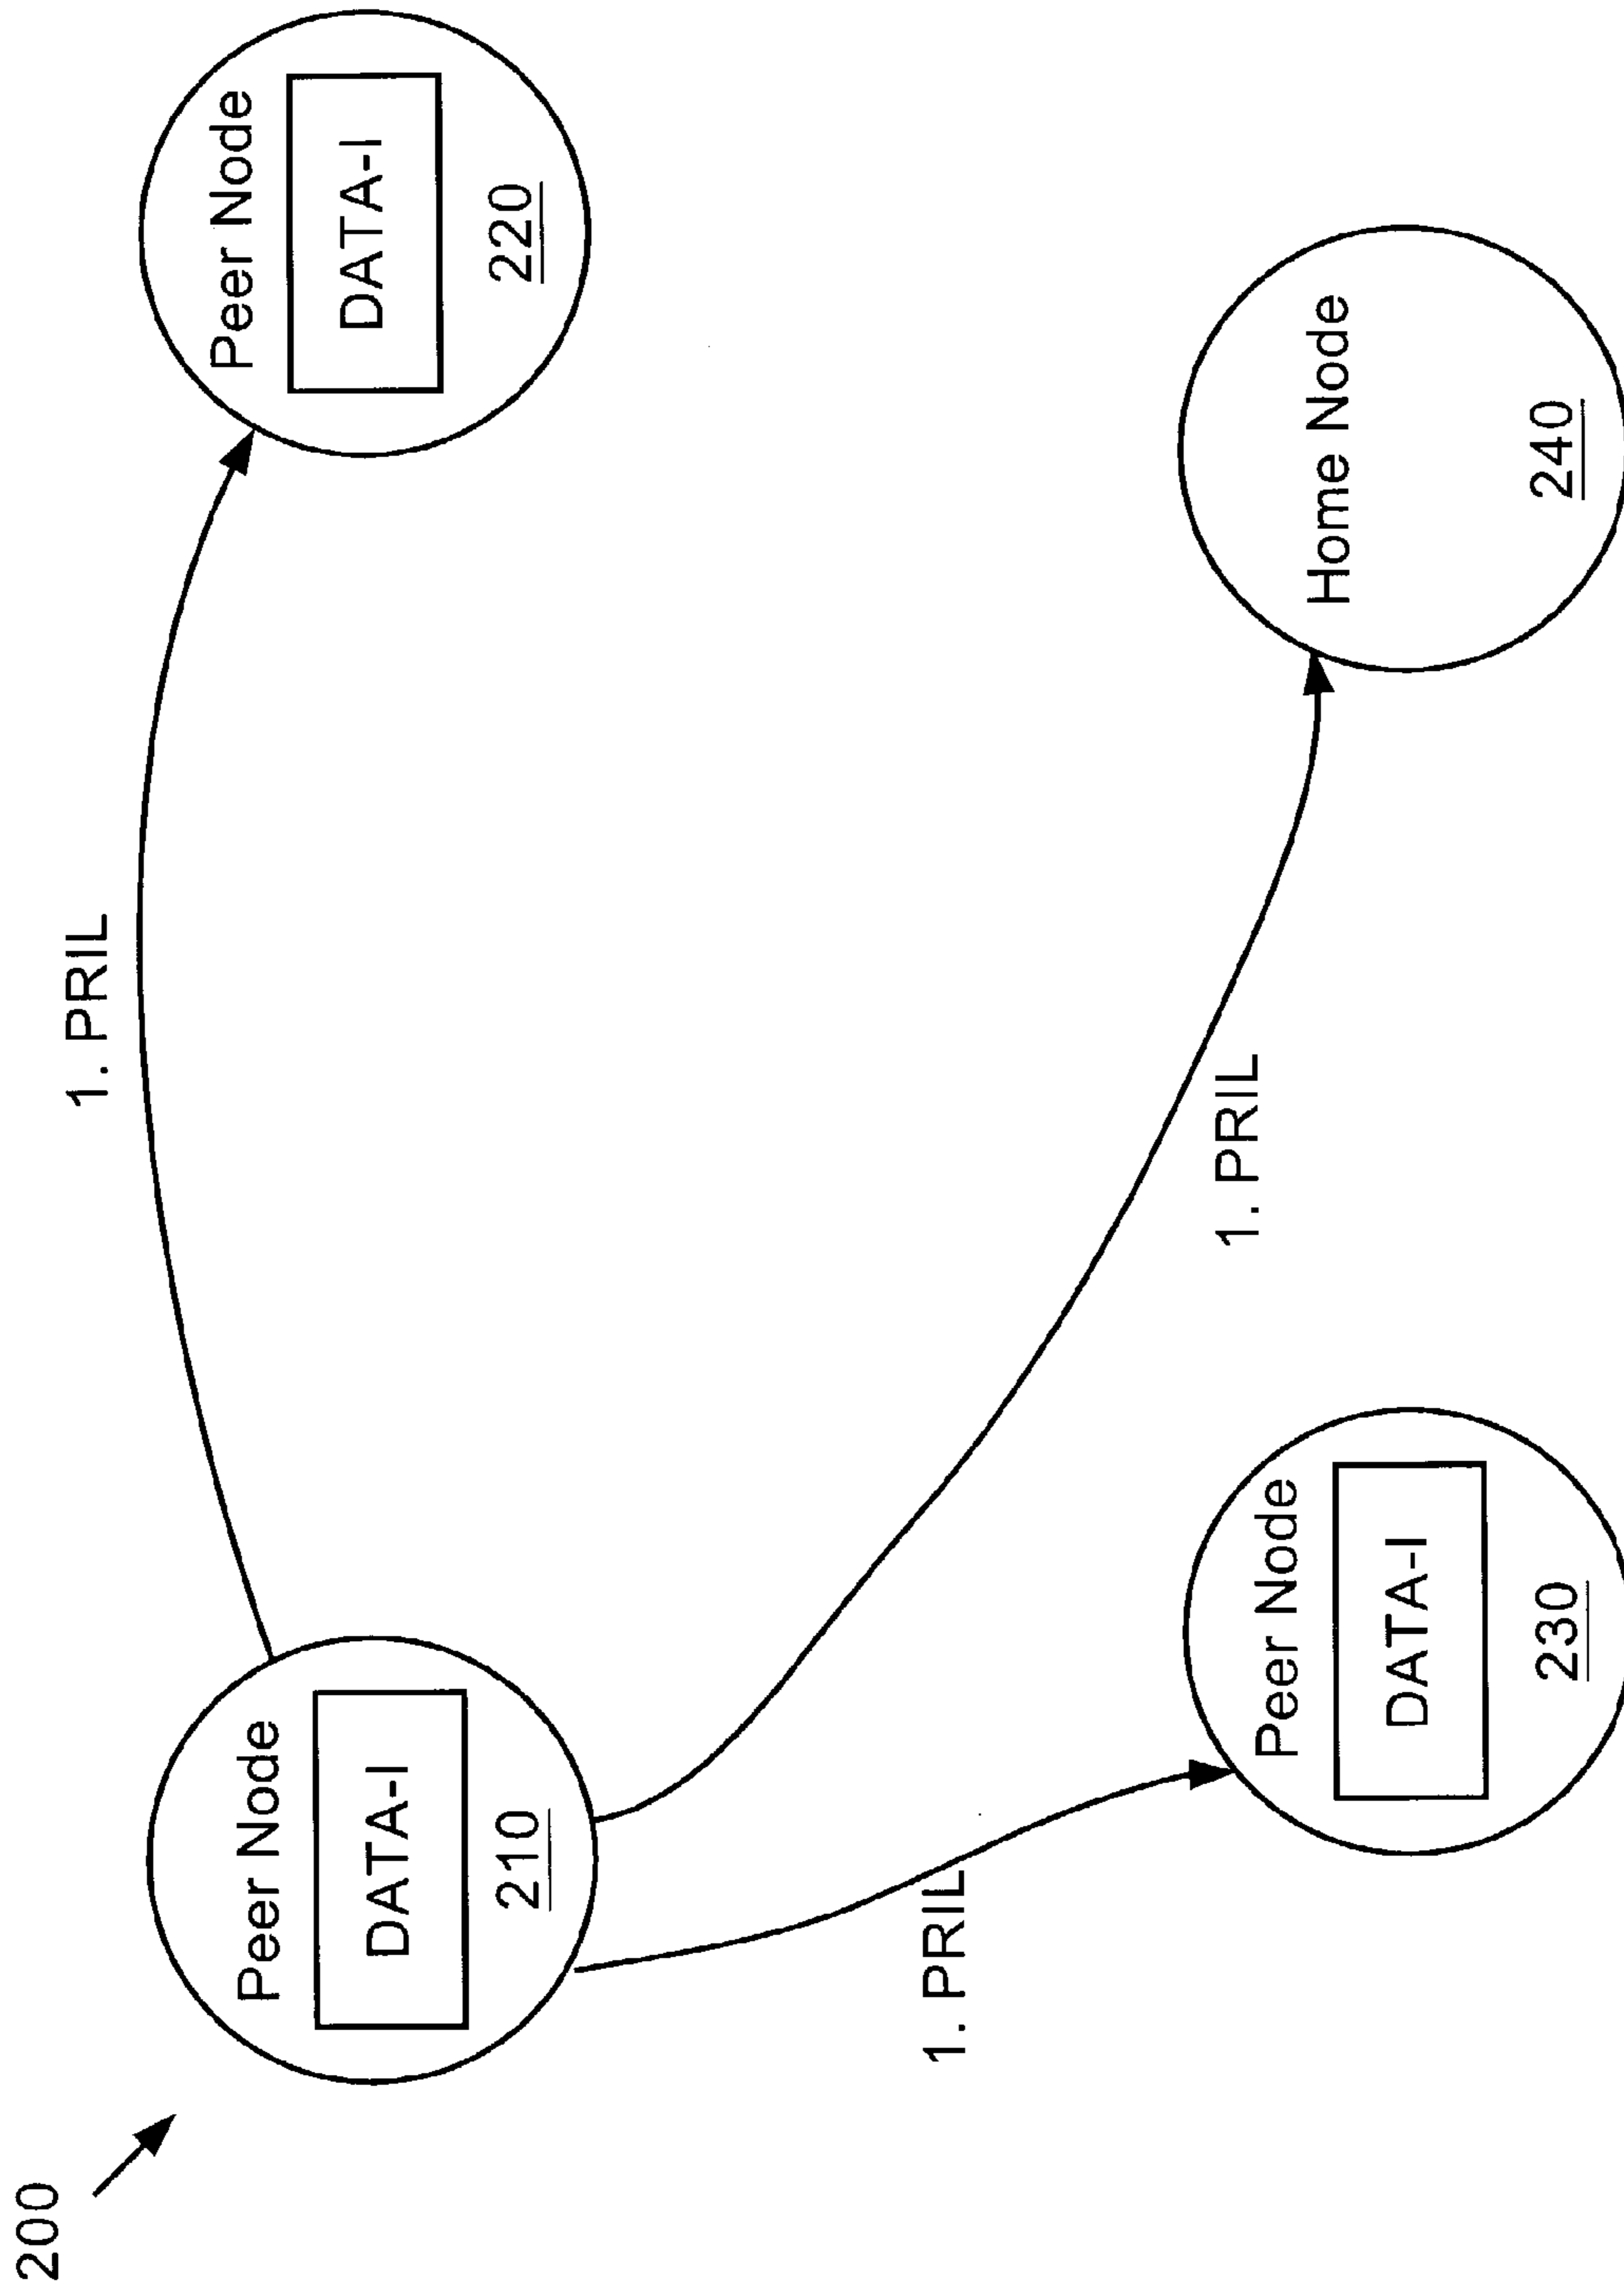 200
Peer Node
DATA-I
210
1. PRIL
Peer Node
DATA-I
220
1. PRIL
Peer Node
DATA-I
230
1. PRIL
Home Node
240